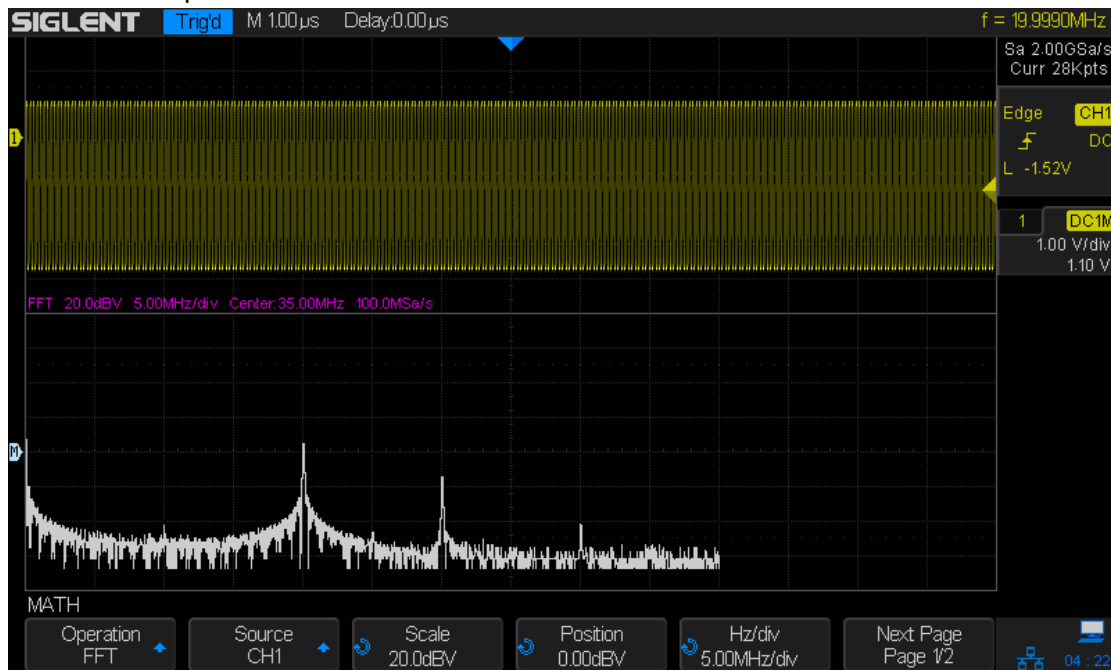 SIGLENT Trig'd M 1.00µs Delay:0.00µs f = 19.9990MHz
Sa 2.00GSa/s
Curr 28Kpts
Edge CH1
DC
L -1.52V
1
1 DC1M
1.00 V/div
1.10 V
FFT 20.0dBV 5.00MHz/div Center:35.00MHz 100.0MSa/s
M
MATH
Operation
FFT
Source
CH1
Scale
20.0dBV
Position
0.00dBV
Hz/div
5.00MHz/div
Next Page
Page 1/2
04 : 22